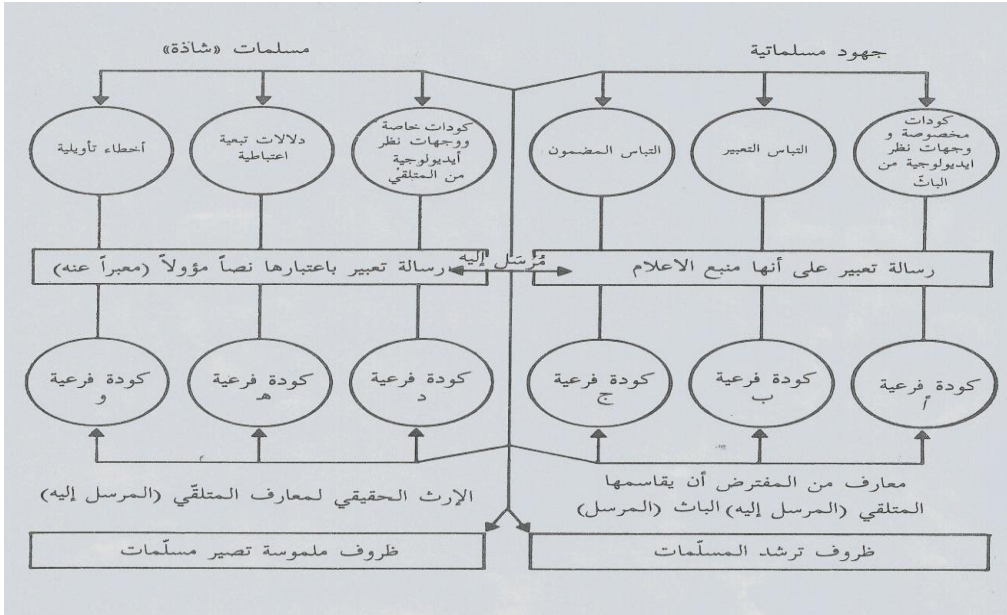 جهود مسلماتية
مسلمات «شاذة»
كودات
مخصوصة و
وجهات نظر
ايديولوجية من
الباثّ
التباس التعبير
التباس المضمون
كودات خاصة
ووجهات نظر
أيديولوجية
من المتلقي
دلالات تبعية
اعتباطية
أخطاء تأويلية
رسالة تعبير على أنها منبع الاعلام
مُرسَل إليه
رسالة تعبير باعتبارها نصاً مؤولاً (معبراً عنه)
كودة فرعية
أ
كودة فرعية
ب
كودة فرعية
ج
كودة فرعية
د
كودة فرعية
هـ
كودة فرعية
و
معارف من المفترض أن يقاسمها
المتلقي (المرسل إليه) الباث (المرسل)
الإرث الحقيقي لمعارف المتلقّي (المرسل إليه)
ظروف ترشد المسلّمات
ظروف ملموسة تصير مسلّمات